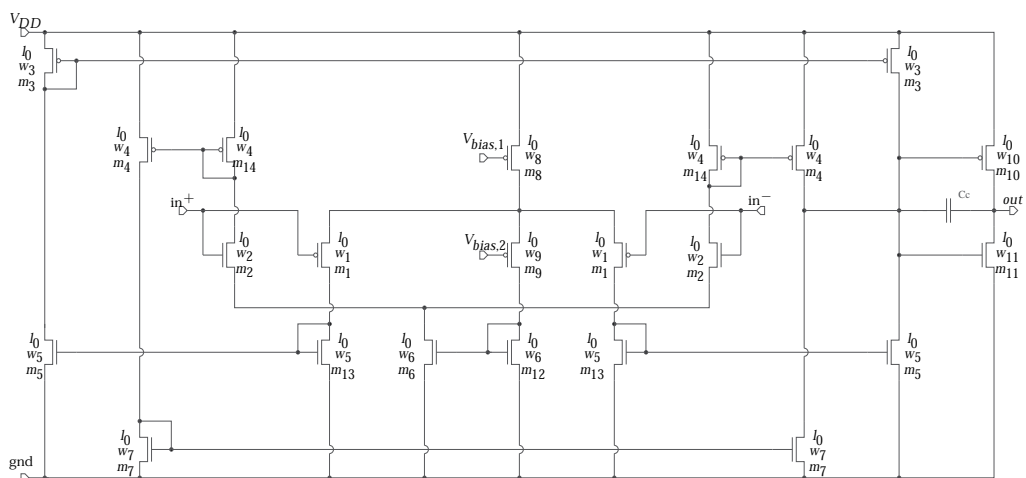 V_DD
l_0
w_3
m_3
l_0
w_3
m_3
l_0
w_4
m_4
l_0
w_4
m_14
V_bias,1
l_0
w_8
m_8
l_0
w_4
m_14
l_0
w_4
m_4
l_0
w_10
m_10
in^+
in^−
Cc
out
l_0
w_2
m_2
l_0
w_1
m_1
V_bias,2
l_0
w_9
m_9
l_0
w_1
m_1
l_0
w_2
m_2
l_0
w_11
m_11
l_0
w_5
m_5
l_0
w_5
m_13
l_0
w_6
m_6
l_0
w_6
m_12
l_0
w_5
m_13
l_0
w_5
m_5
l_0
w_7
m_7
l_0
w_7
m_7
gnd